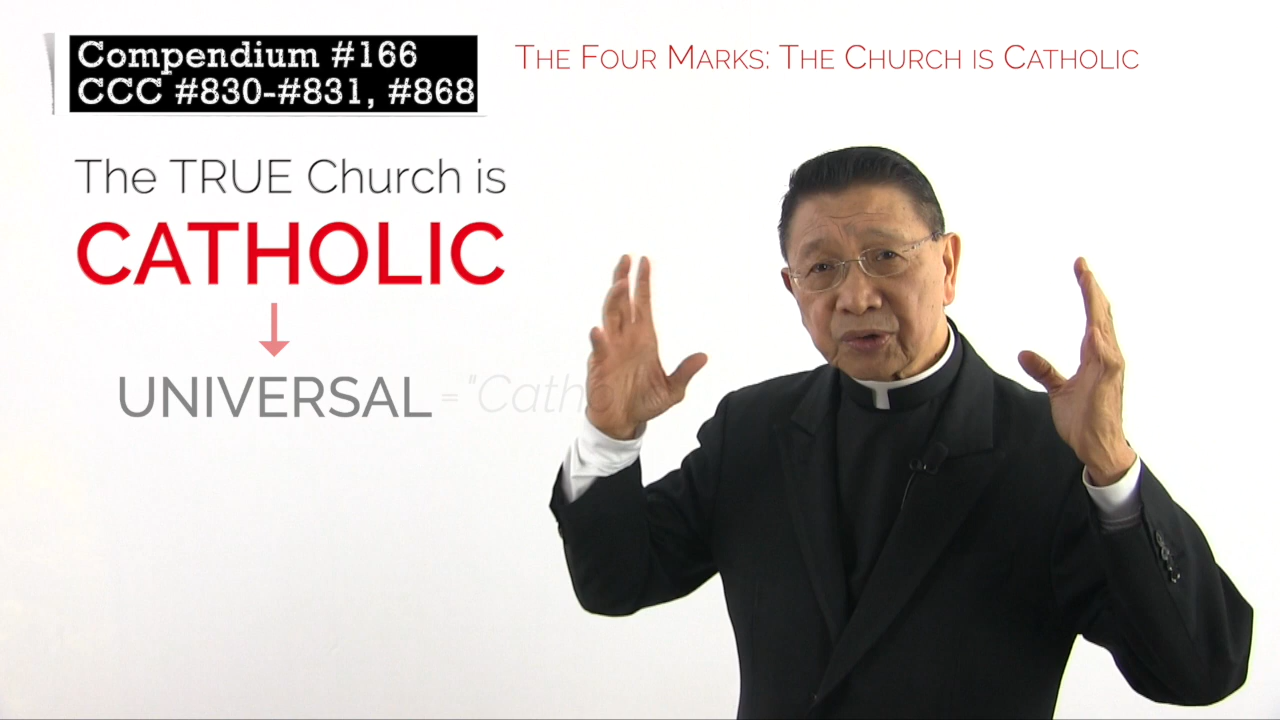 Compendium #166
CCC #830-#831, #868
THE FOUR MARKS: THE CHURCH IS CATHOLIC
The TRUE Church is
CATHOLIC
UNIVERSAL ="Catho